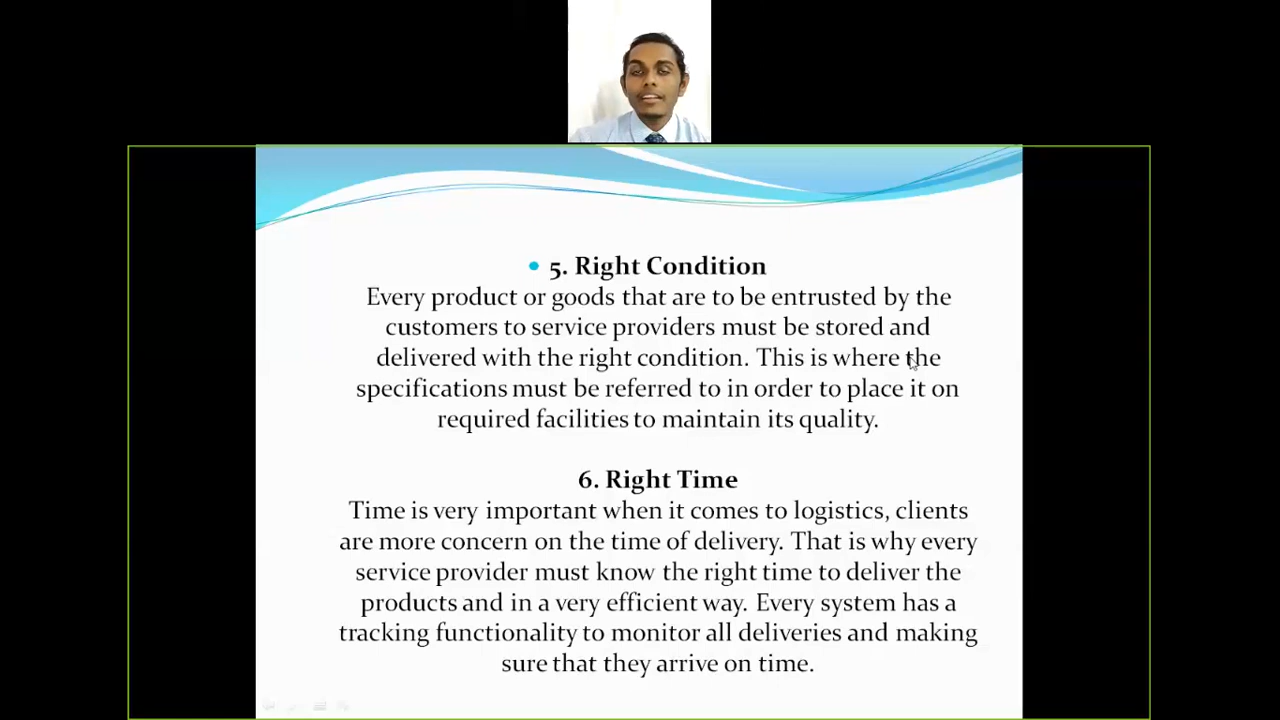 5. Right Condition
Every product or goods that are to be entrusted by the
customers to service providers must be stored and
delivered with the right condition. This is where the
specifications must be referred to in order to place it on
required facilities to maintain its quality.
6. Right Time
Time is very important when it comes to logistics, clients
are more concern on the time of delivery. That is why every
service provider must know the right time to deliver the
products and in a very efficient way. Every system has a
tracking functionality to monitor all deliveries and making
sure that they arrive on time.